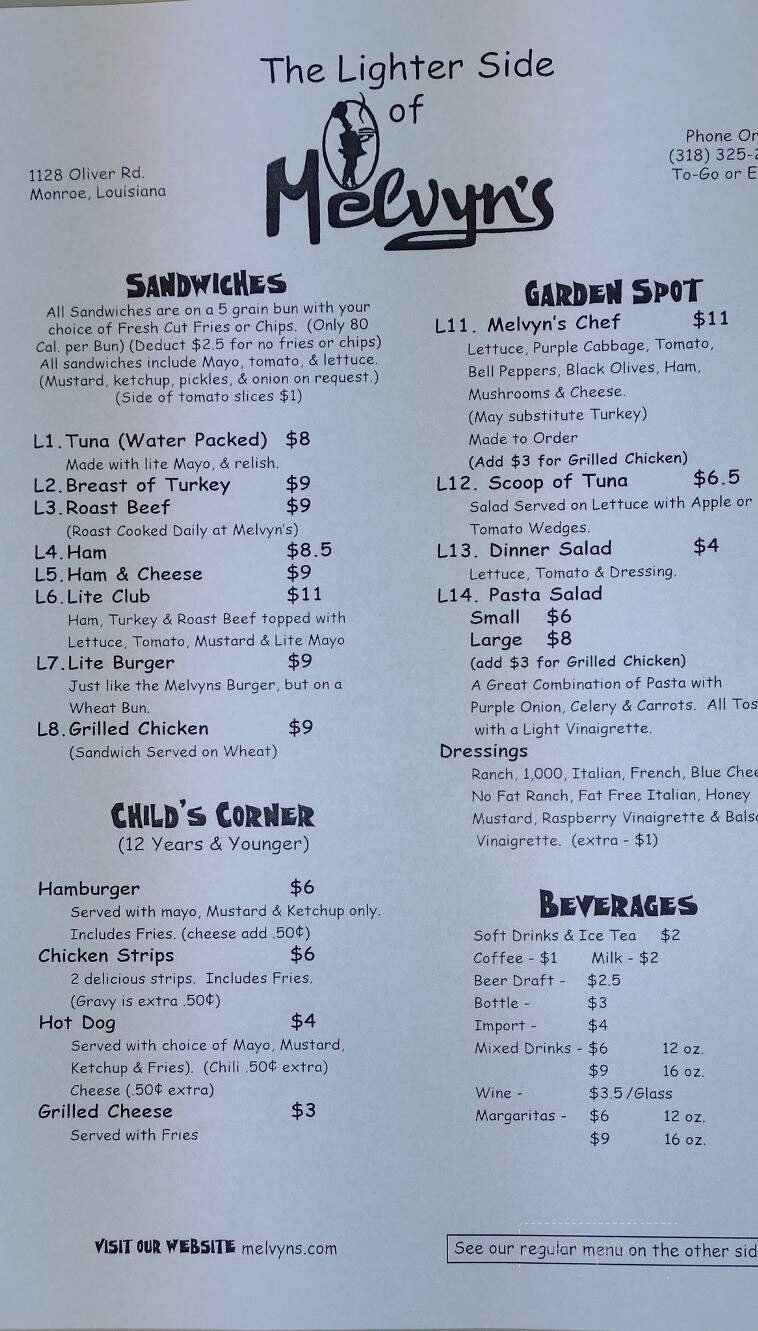 The Lighter Side
of
Melvyn's
1128 Oliver Rd.
Monroe, Louisiana
Phone
(318)
To-Go or
SANDWICHES
All Sandwiches are on a 5 grain bun with your
choice of Fresh Cut Fries or Chips. (Only 80
Cal. per Bun) (Deduct $2.5 for no fries or chips)
All sandwiches include Mayo, tomato, & lettuce.
(Mustard, ketchup, pickles, & onion on request.)
(Side of tomato slices $1)
L1. Tuna (Water Packed) $8
Made with lite Mayo, & relish.
L2. Breast of Turkey $9
L3. Roast Beef $9
(Roast Cooked Daily at Melvyn's)
L4. Ham $8.5
L5. Ham & Cheese $9
L6. Lite Club $11
Ham, Turkey & Roast Beef topped with
Lettuce, Tomato, Mustard & Lite Mayo
L7. Lite Burger $9
Just like the Melvyns Burger, but on a
Wheat Bun.
L8. Grilled Chicken $9
(Sandwich Served on Wheat)
CHILD'S CORNER
(12 Years & Younger)
Hamburger $6
Served with mayo, Mustard & Ketchup only.
Includes Fries. (cheese add .50¢)
Chicken Strips $6
2 delicious strips. Includes Fries.
(Gravy is extra .50¢)
Hot Dog $4
Served with choice of Mayo, Mustard,
Ketchup & Fries). (Chili .50¢ extra)
Cheese (.50¢ extra)
Grilled Cheese $3
Served with Fries
VISIT OUR WEBSITE melvyns.com
GARDEN SPOT
L11. Melvyn's Chef $11
Lettuce, Purple Cabbage, Tomato,
Bell Peppers, Black Olives, Ham,
Mushrooms & Cheese.
(May substitute Turkey)
Made to Order
(Add $3 for Grilled Chicken)
L12. Scoop of Tuna $6.5
Salad Served on Lettuce with Apple or
Tomato Wedges.
L13. Dinner Salad $4
Lettuce, Tomato & Dressing.
L14. Pasta Salad
Small $6
Large $8
(add $3 for Grilled Chicken)
A Great Combination of Pasta with
Purple Onion, Celery & Carrots. All
with a Light Vinaigrette.
Dressings
Ranch, 1,000, Italian, French, Blue
No Fat Ranch, Fat Free Italian, Honey
Mustard, Raspberry Vinaigrette &
Vinaigrette. (extra - $1)
BEVERAGES
Soft Drinks & Ice Tea $2
Coffee - $1 Milk - $2
Beer Draft - $2.5
Bottle - $3
Import - $4
Mixed Drinks - $6 12 oz.
$9 16 oz.
Wine - $3.5/Glass
Margaritas - $6 12 oz.
$9 16 oz.
See our regular menu on the other